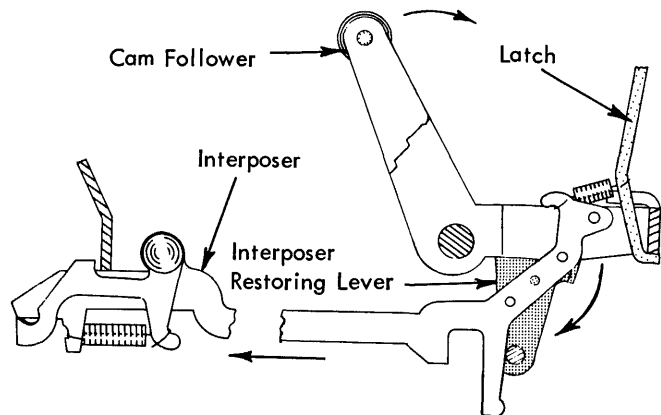 Cam Follower
Latch
Interposer
Interposer
Restoring Lever